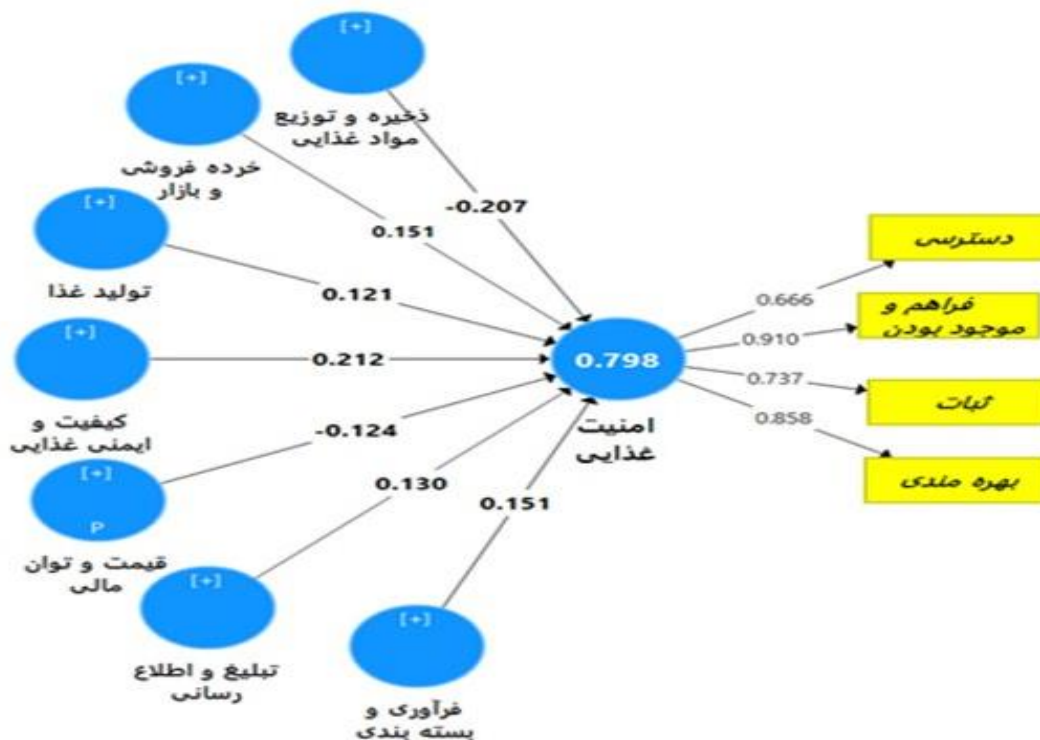 [+]
ذخیره و توزیع
مواد غذایی
[+]
خرده فروشی
و بازار
[+]
تولید غذا
[+]
کیفیت و
ایمنی غذایی
[+]
P
قیمت و توان
مالی
[+]
تبلیغ و اطلاع
رسانی
[+]
فرآوری و
بسته بندی
-0.207
0.151
0.121
0.212
-0.124
0.130
0.151
0.798
امنیت
غذایی
0.666
0.910
0.737
0.858
دسترسی
فراهم و
موجود بودن
ثبات
بهره مندی